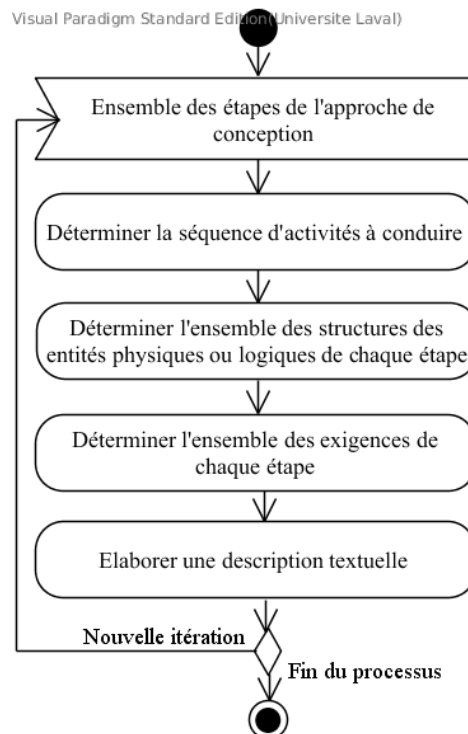 Visual Paradigm Standard Edition(Universite Laval)
Ensemble des étapes de l'approche de
conception
Déterminer la séquence d'activités à conduire
Déterminer l'ensemble des structures des
entités physiques ou logiques de chaque étape
Déterminer l'ensemble des exigences de
chaque étape
Elaborer une description textuelle
Nouvelle itération
Fin du processus